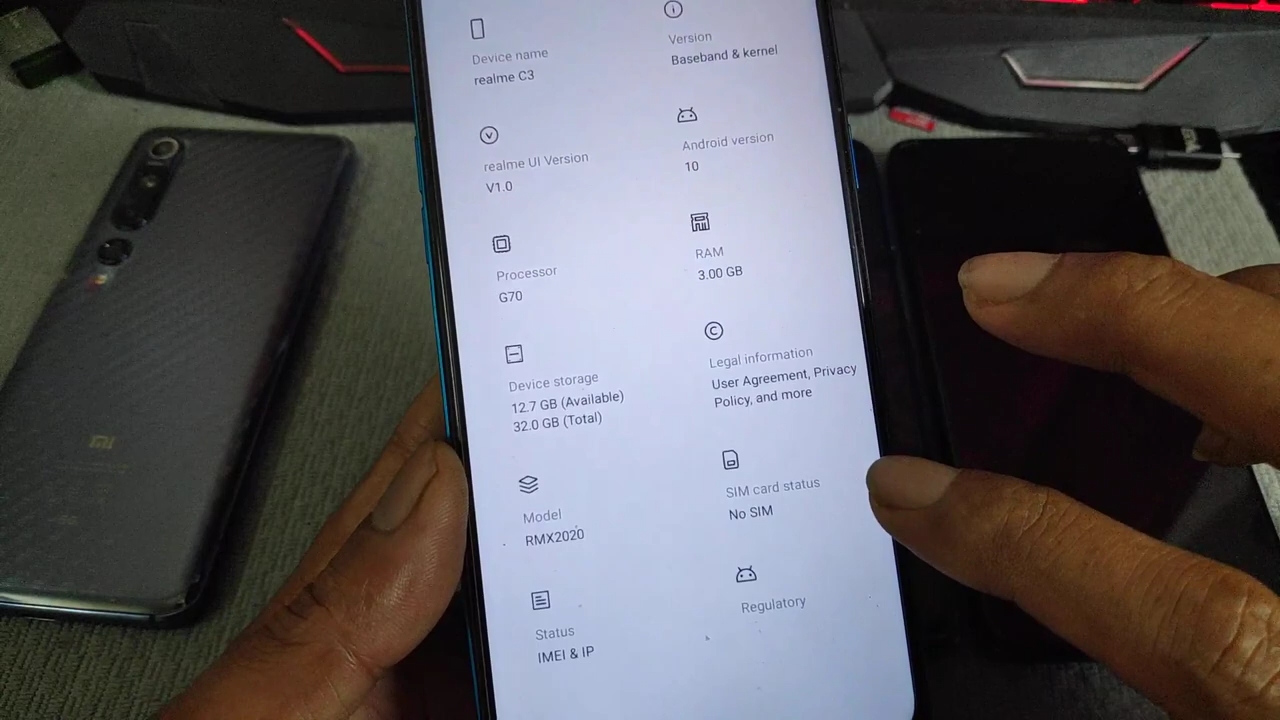 Device name
realme C3
Version
Baseband & kernel
realme UI Version
V1.0
Android version
10
Processor
G70
RAM
3.00 GB
Device storage
12.7 GB (Available)
32.0 GB (Total)
Legal information
User Agreement, Privacy
Policy, and more
Model
RMX2020
SIM card status
No SIM
Status
IMEI & IP
Regulatory